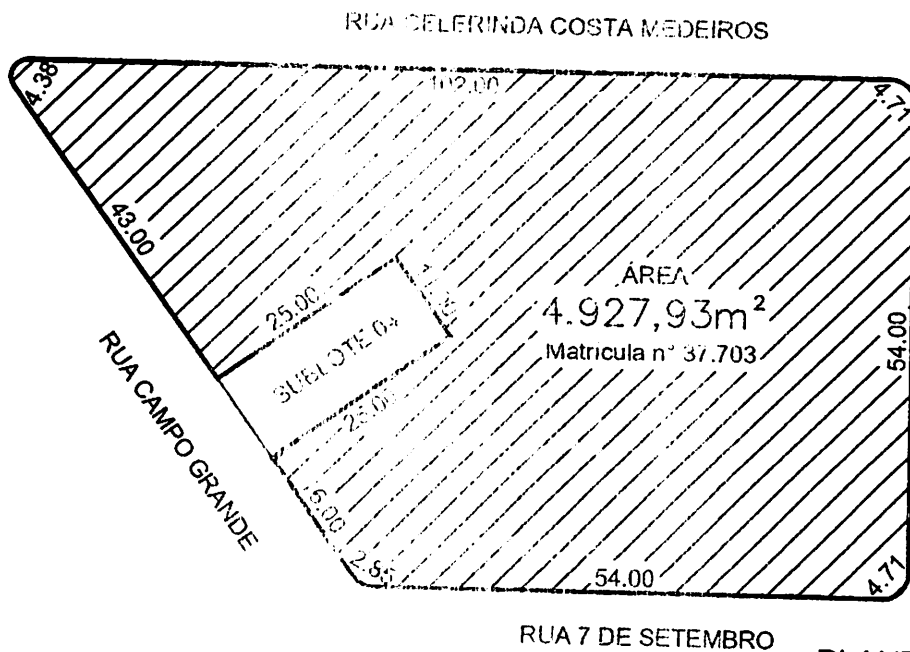 RUA CELERINDA COSTA MEDEIROS
4.38
102.00
4.71
43.00
25.00
ÁREA
4.927,93m²
Matricula nº 37.703
54.00
SUBLOTE 04
25.00
RUA CAMPO GRANDE
2.85
54.00
4.71
RUA 7 DE SETEMBRO